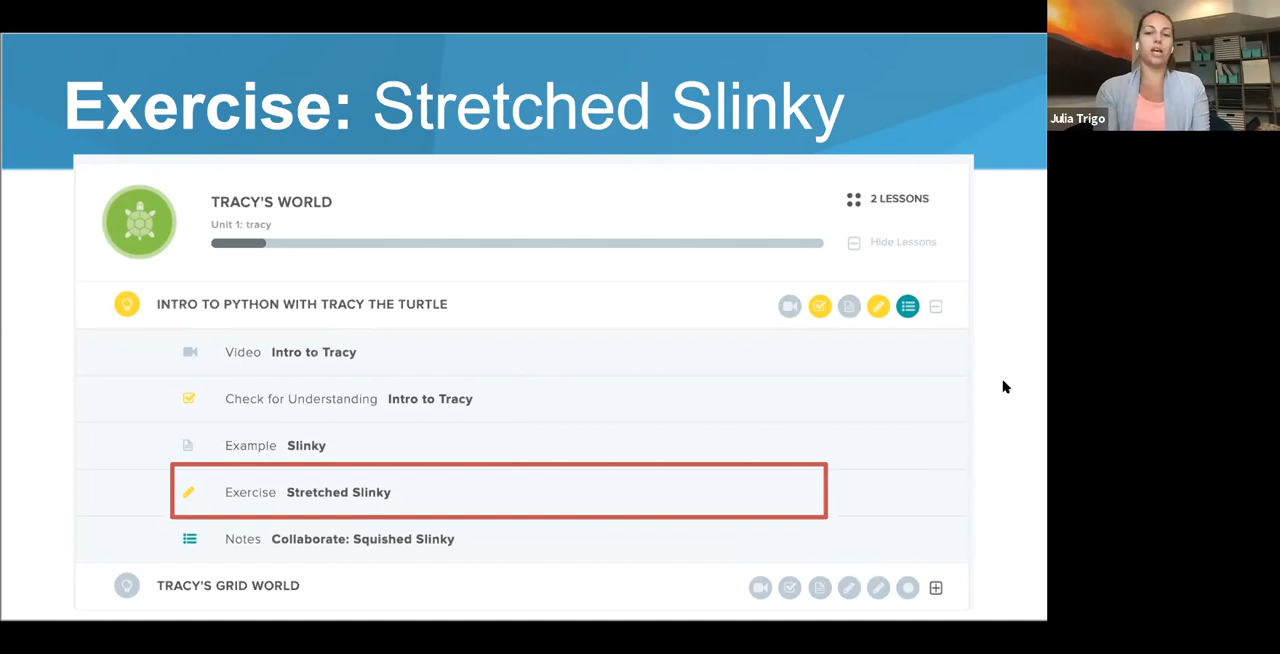 Exercise: Stretched Slinky
Julia Trigo
TRACY'S WORLD
2 LESSONS
Unit 1: tracy
Hide Lessons
INTRO TO PYTHON WITH TRACY THE TURTLE
Video Intro to Tracy
Check for Understanding Intro to Tracy
Example Slinky
Exercise Stretched Slinky
Notes Collaborate: Squished Slinky
TRACY'S GRID WORLD